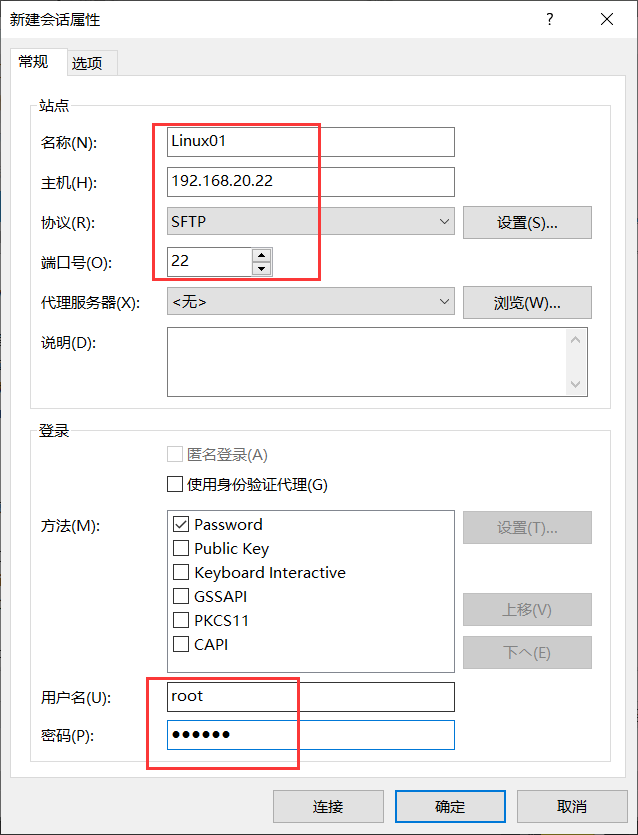 新建会话属性
常规 选项
站点
名称(N): Linux01
主机(H): 192.168.20.22
协议(R): SFTP 设置(S)...
端口号(O): 22
代理服务器(X): <无> 浏览(W)...
说明(D):
登录
匿名登录(A)
使用身份验证代理(G)
方法(M): Password 设置(T)...
Public Key
Keyboard Interactive
GSSAPI 上移(V)
PKCS11
CAPI 下へ(E)
用户名(U): root
密码(P): ●●●●●●
连接 确定 取消